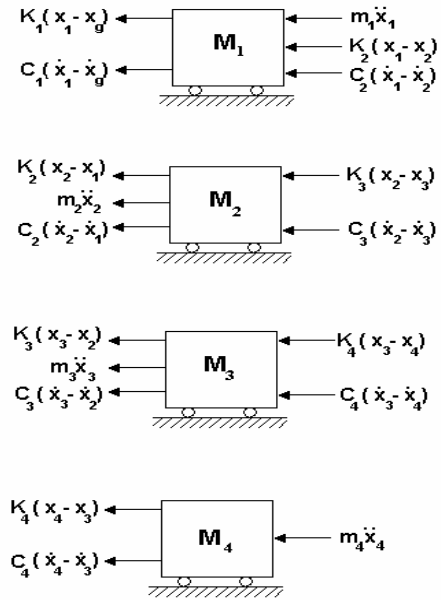 K₁(x₁-x_g)
m₁ẍ₁
M₁
K₂(x₁-x₂)
C₁(ẋ₁-ẋ_g)
C₂(ẋ₁-ẋ₂)
K₂(x₂-x₁)
K₃(x₂-x₃)
m₂ẍ₂
M₂
C₂(ẋ₂-ẋ₁)
C₃(ẋ₂-ẋ₃)
K₃(x₃-x₂)
K₄(x₃-x₄)
m₃ẍ₃
M₃
C₃(ẋ₃-ẋ₂)
C₄(ẋ₃-ẋ₄)
K₄(x₄-x₃)
M₄
m₄ẍ₄
C₄(ẋ₄-ẋ₃)